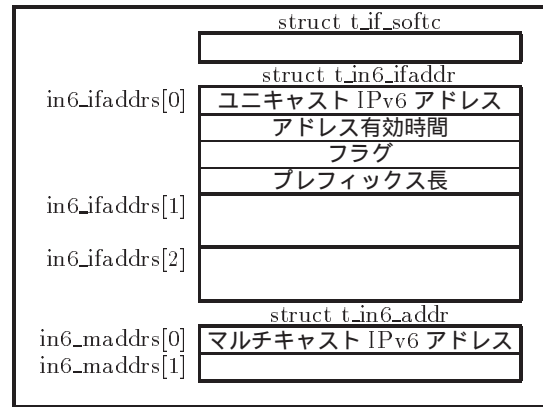 struct t_if_softc
struct t_in6_ifaddr
in6_ifaddrs[0] ユニキャスト IPv6 アドレス
アドレス有効時間
フラグ
プレフィックス長
in6_ifaddrs[1]
in6_ifaddrs[2]
struct t_in6_addr
in6_maddrs[0] マルチキャスト IPv6 アドレス
in6_maddrs[1]